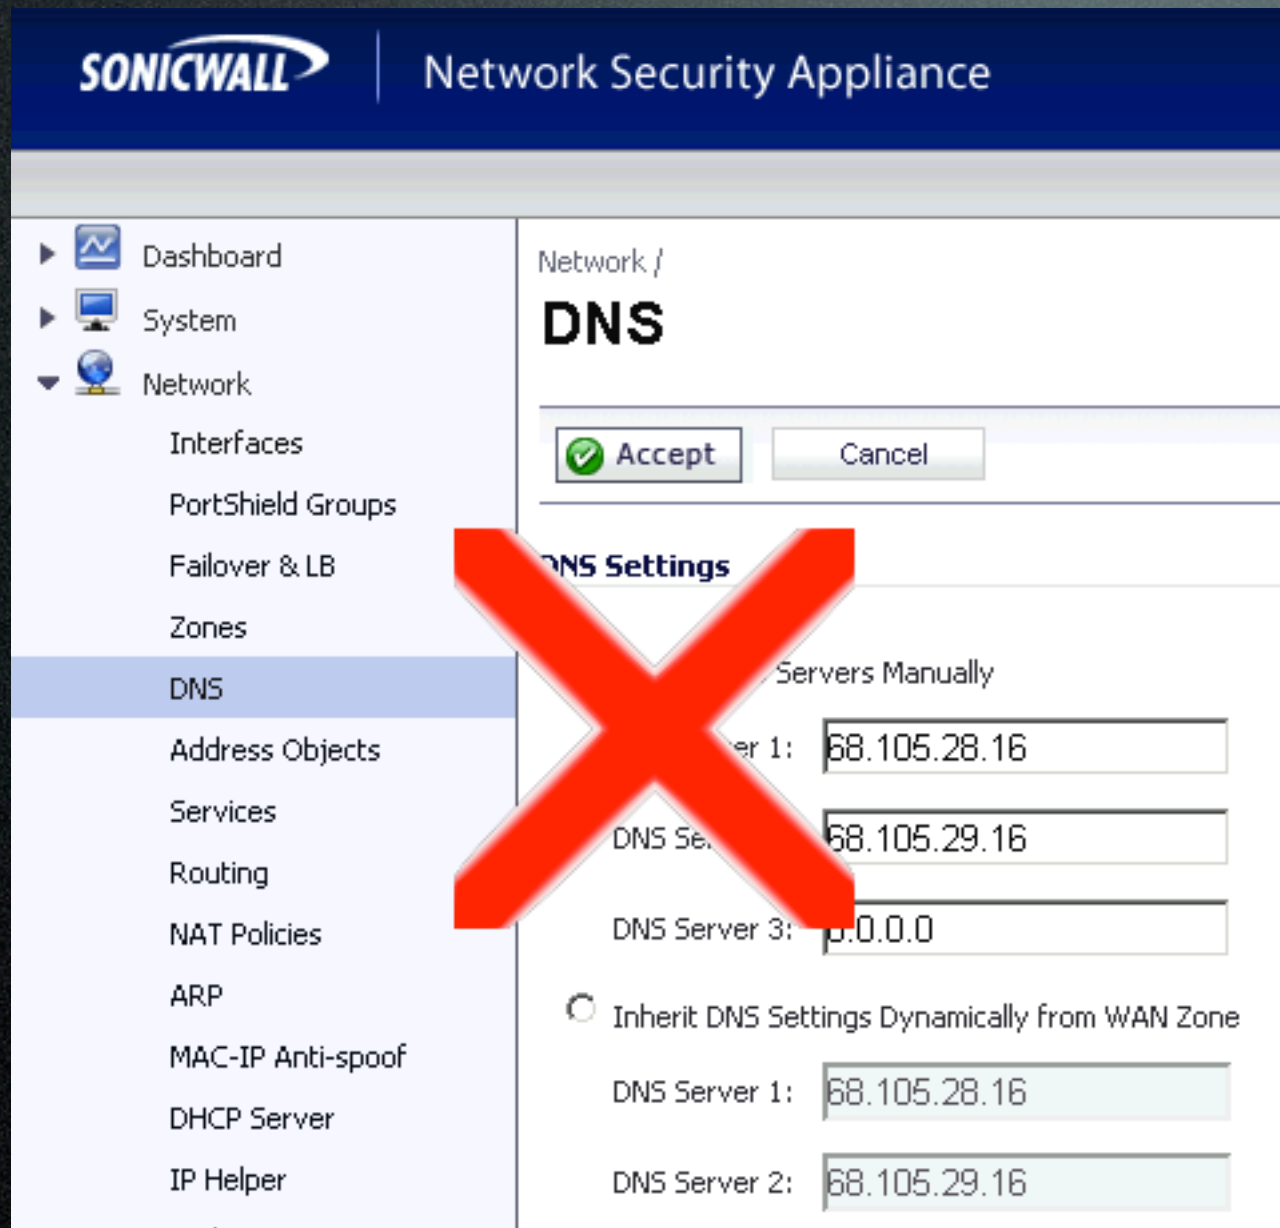 SONICWALL
Network Security Appliance
Dashboard
System
Network
Interfaces
PortShield Groups
Failover & LB
Zones
DNS
Address Objects
Services
Routing
NAT Policies
ARP
MAC-IP Anti-spoof
DHCP Server
IP Helper
Network /
DNS
Accept
Cancel
DNS Settings
Servers Manually
1: 68.105.28.16
DNS 68.105.29.16
DNS Server 3: 0.0.0.0
Inherit DNS Settings Dynamically from WAN Zone
DNS Server 1: 68.105.28.16
DNS Server 2: 68.105.29.16